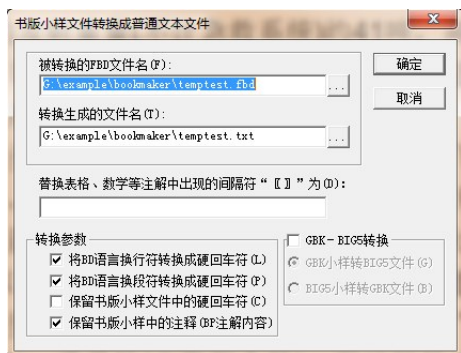 书版小样文件转换成普通文本文件
被转换的FBD文件名(F):
G:\example\bookmaker\temptest.fbd
...
确定
取消
转换生成的文件名(T):
G:\example\bookmaker\temptest.txt
...
替换表格、数学等注解中出现的间隔符“〖〗”为(D):
转换参数
将BD语言换行符转换成硬回车符(L)
将BD语言换段符转换成硬回车符(P)
保留书版小样文件中的硬回车符(C)
保留书版小样中的注释(BP注解内容)
GBK-BIG5转换
GBK小样转BIG5文件(G)
BIG5小样转GBK文件(B)